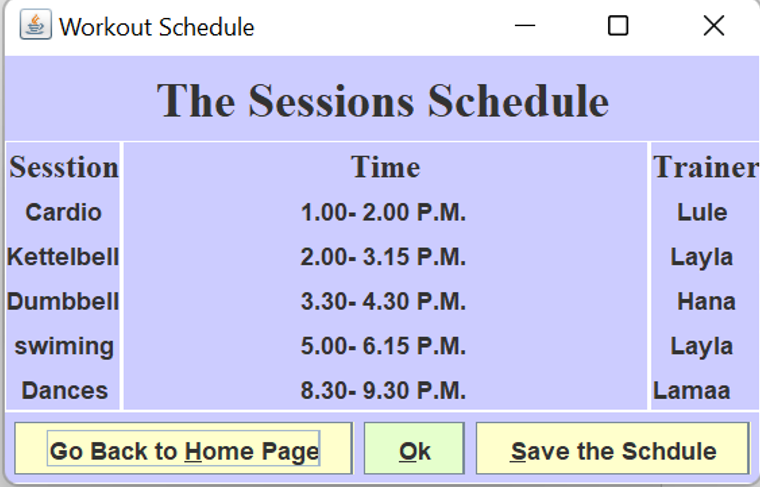 Workout Schedule
The Sessions Schedule
Sesstion Time Trainer
Cardio 1.00- 2.00 P.M. Lule
Kettelbell 2.00- 3.15 P.M. Layla
Dumbbell 3.30- 4.30 P.M. Hana
swiming 5.00- 6.15 P.M. Layla
Dances 8.30- 9.30 P.M. Lamaa
Go Back to Home Page Ok Save the Schdule